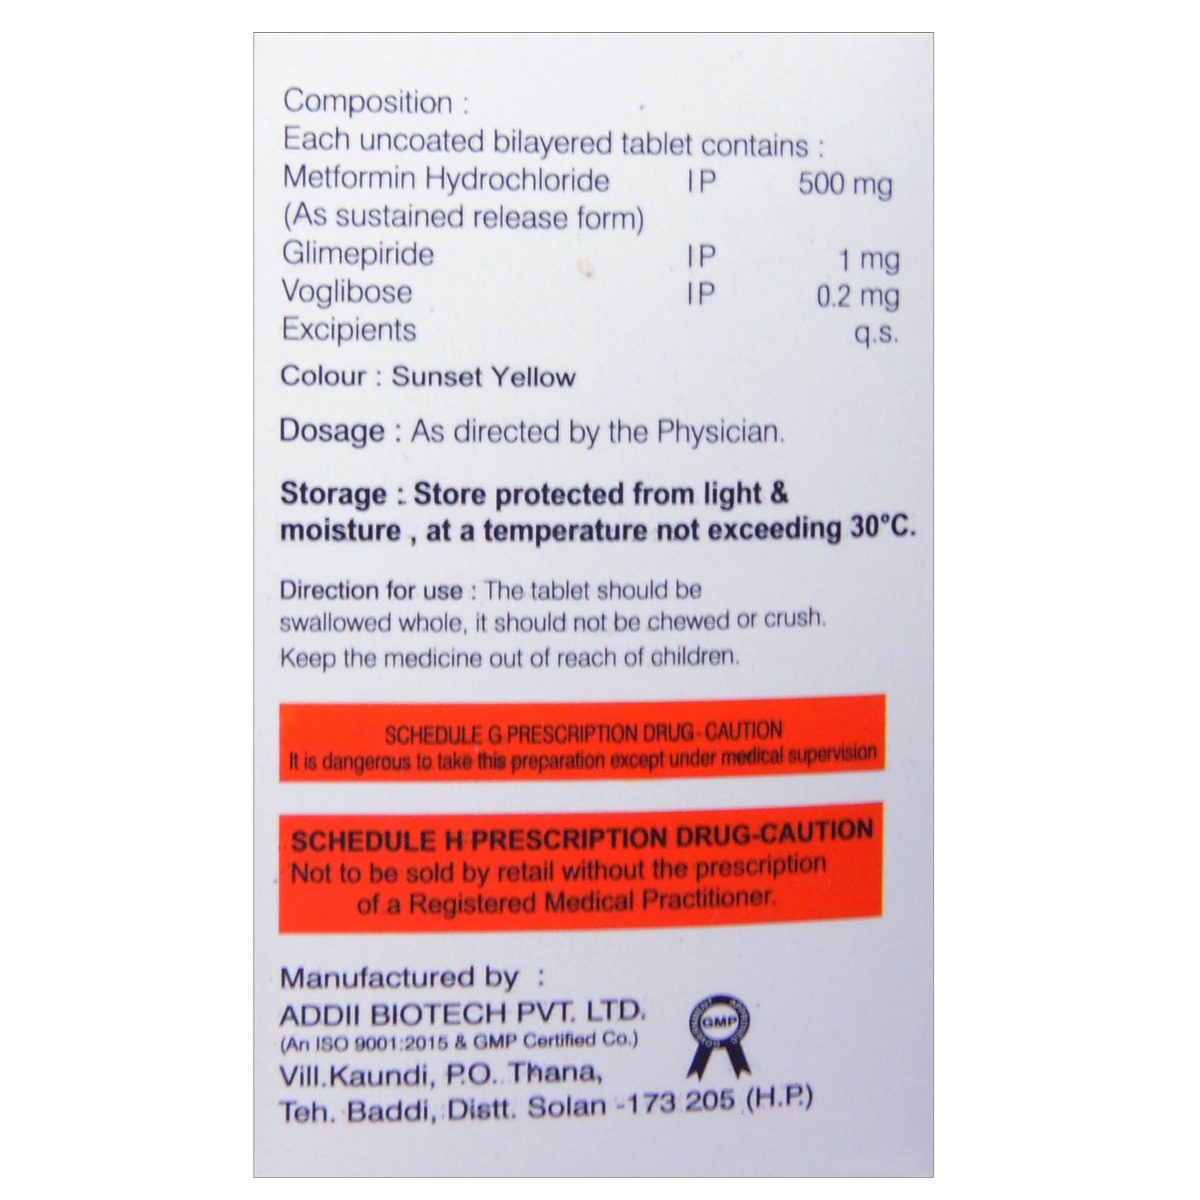 Composition :
Each uncoated bilayered tablet contains :
Metformin Hydrochloride IP 500 mg
(As sustained release form)
Glimepiride IP 1 mg
Voglibose IP 0.2 mg
Excipients q.s.
Colour : Sunset Yellow
Dosage : As directed by the Physician.
Storage : Store protected from light &
moisture , at a temperature not exceeding 30°C.
Direction for use : The tablet should be
swallowed whole, it should not be chewed or crush.
Keep the medicine out of reach of children.
SCHEDULE G PRESCRIPTION DRUG- CAUTION
It is dangerous to take this preparation except under medical supervision
SCHEDULE H PRESCRIPTION DRUG-CAUTION
Not to be sold by retail without the prescription
of a Registered Medical Practitioner.
Manufactured by :
ADDII BIOTECH PVT. LTD.
(An ISO 9001:2015 & GMP Certified Co.)
GMP
Vill.Kaundi, P.O. Thana,
Teh. Baddi, Distt. Solan -173 205 (H.P.)